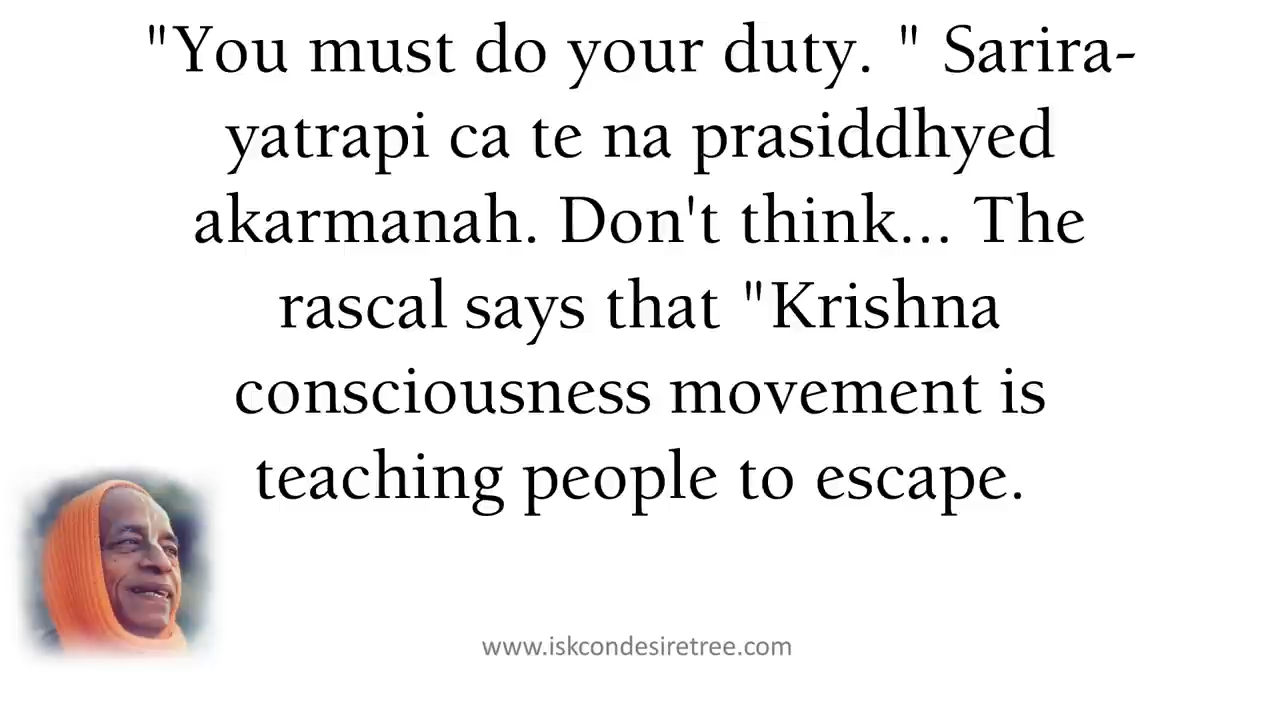 "You must do your duty. " Sarira-
yatrapi ca te na prasiddhyed
akarmanah. Don't think... The
rascal says that "Krishna
consciousness movement is
teaching people to escape.
www.iskcondesiretree.com